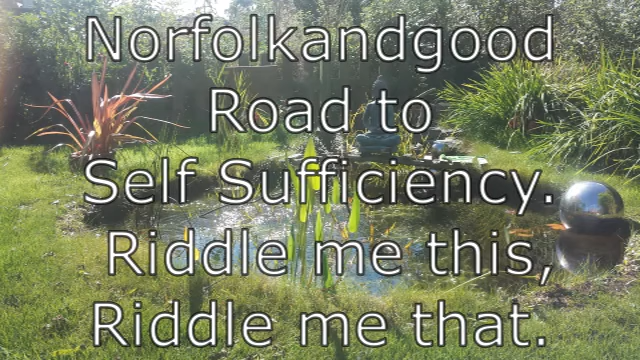 Norfolkandgood
Road to
Self Sufficiency.
Riddle me this,
Riddle me that.